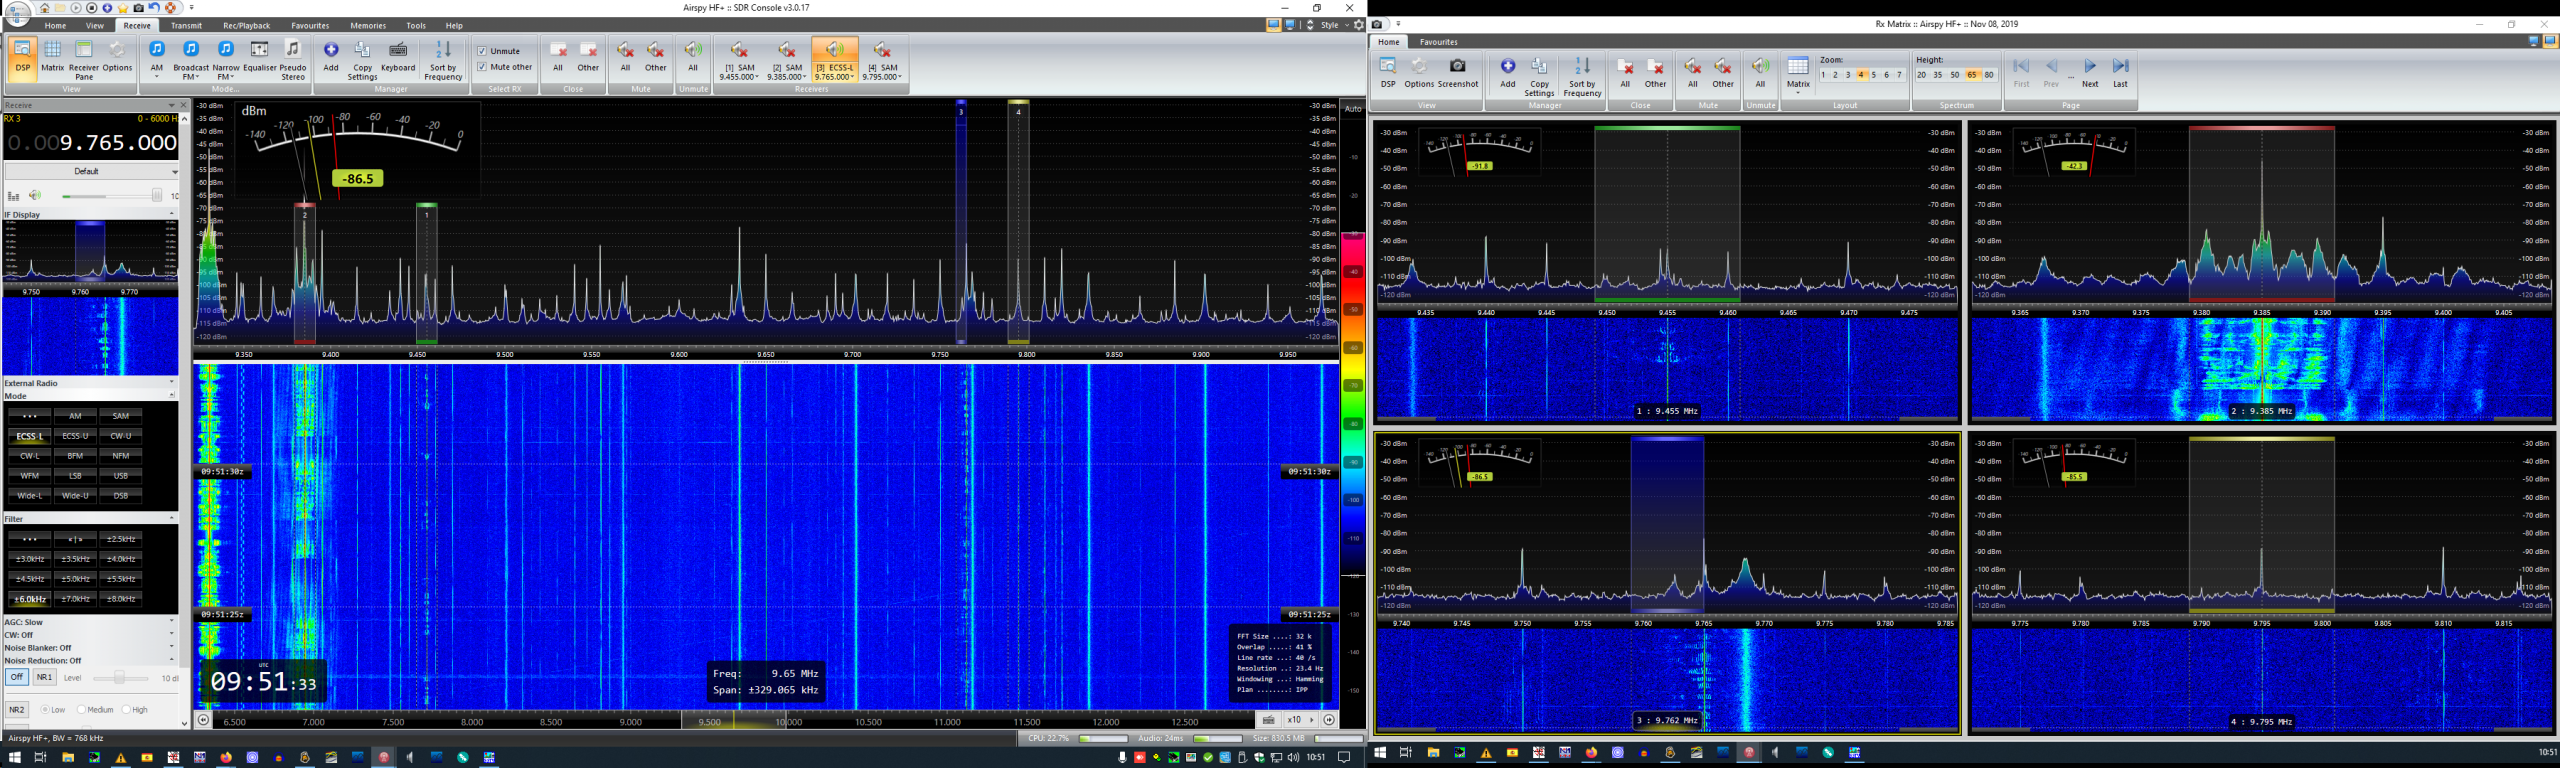 Airspy HF+ :: SDR Console v3.0.17
Home View Receive Transmit Rec/Playback Favourites Memories Tools Help
Style
DSP Matrix Receiver Pane Options
AM Broadcast FM Narrow FM Equaliser Pseudo Stereo
Add Copy Settings Keyboard Sort by Frequency
Unmute
Mute other
All Other
All Other
All
[1] SAM 9.455.000
[2] SAM 9.385.000
[3] ECSS-L 9.765.000
[4] SAM 9.795.000
View Mode... Manager Select RX Close Mute Unmute Receivers
Receive
RX 3 0 - 6000 H
0.009.765.000
Default
10
IF Display
9.750 9.760 9.770
External Radio
Mode
... AM SAM
ECSS-L ECSS-U CW-U
CW-L BFM NFM
WFM LSB USB
Wide-L Wide-U DSB
Filter
... «|» ±2.5kHz
±3.0kHz ±3.5kHz ±4.0kHz
±4.5kHz ±5.0kHz ±5.5kHz
±6.0kHz ±7.0kHz ±8.0kHz
AGC: Slow
CW: Off
Noise Blanker: Off
Noise Reduction: Off
Off NR1 Level 10 dB
NR2 Low Medium High
Airspy HF+, BW = 768 kHz
dBm
-140 -120 -100 -80 -60 -40 -20 0
-86.5
-30 dBm
-35 dBm
-40 dBm
-45 dBm
-50 dBm
-55 dBm
-60 dBm
-65 dBm
-70 dBm
-75 dBm
-85 dBm
-90 dBm
-95 dBm
-100 dBm
-105 dBm
-110 dBm
-115 dBm
-120 dBm
2 1 3 4
Auto
9.350 9.400 9.450 9.500 9.550 9.600 9.650 9.700 9.750 9.800 9.850 9.900 9.950
09:51:30z 09:51:30z
09:51:25z 09:51:25z
UTC
09:51:33
Freq: 9.65 MHz
Span: ±329.065 kHz
FFT Size ....: 32 k
Overlap .....: 41 %
Line rate ...: 40 /s
Resolution ..: 23.4 Hz
Windowing ...: Hamming
Plan ........: IPP
6.500 7.000 7.500 8.000 8.500 9.000 9.500 10.000 10.500 11.000 11.500 12.000 12.500
x10
CPU: 22.7% Audio: 24ms Size: 830.5 MB
10:51
Rx Matrix :: Airspy HF+ :: Nov 08, 2019
Home Favourites
DSP Options Screenshot
Add Copy Settings Sort by Frequency
All Other
All Other
All
Matrix
Zoom:
1 2 3 4 5 6 7
Height:
20 35 50 65 80
First Prev ... Next Last
View Manager Close Mute Unmute Layout Spectrum Page
-30 dBm
-40 dBm
-50 dBm
-60 dBm
-70 dBm
-80 dBm
-90 dBm
-100 dBm
-110 dBm
-120 dBm
-91.8
9.435 9.440 9.445 9.450 9.455 9.460 9.465 9.470 9.475
1 : 9.455 MHz
-42.3
9.365 9.370 9.375 9.380 9.385 9.390 9.395 9.400 9.405
2 : 9.385 MHz
-86.5
9.740 9.745 9.750 9.755 9.760 9.765 9.770 9.775 9.780 9.785
3 : 9.762 MHz
-85.5
9.775 9.780 9.785 9.790 9.795 9.800 9.805 9.810 9.815
4 : 9.795 MHz
10:51